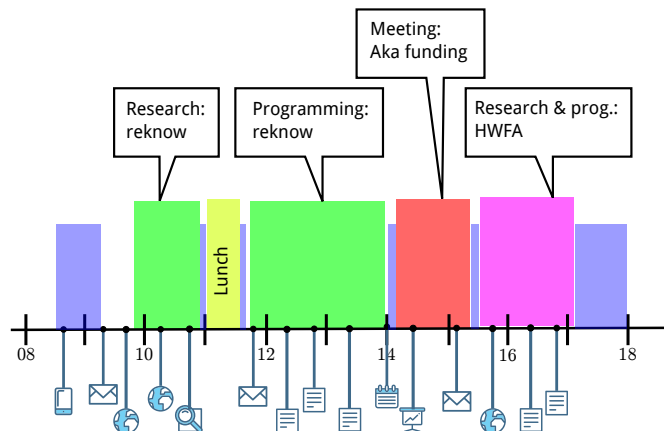 Meeting:
Aka funding
Research:
reknow
Programming:
reknow
Research & prog.:
HWFA
Lunch
08 10 12 14 16 18